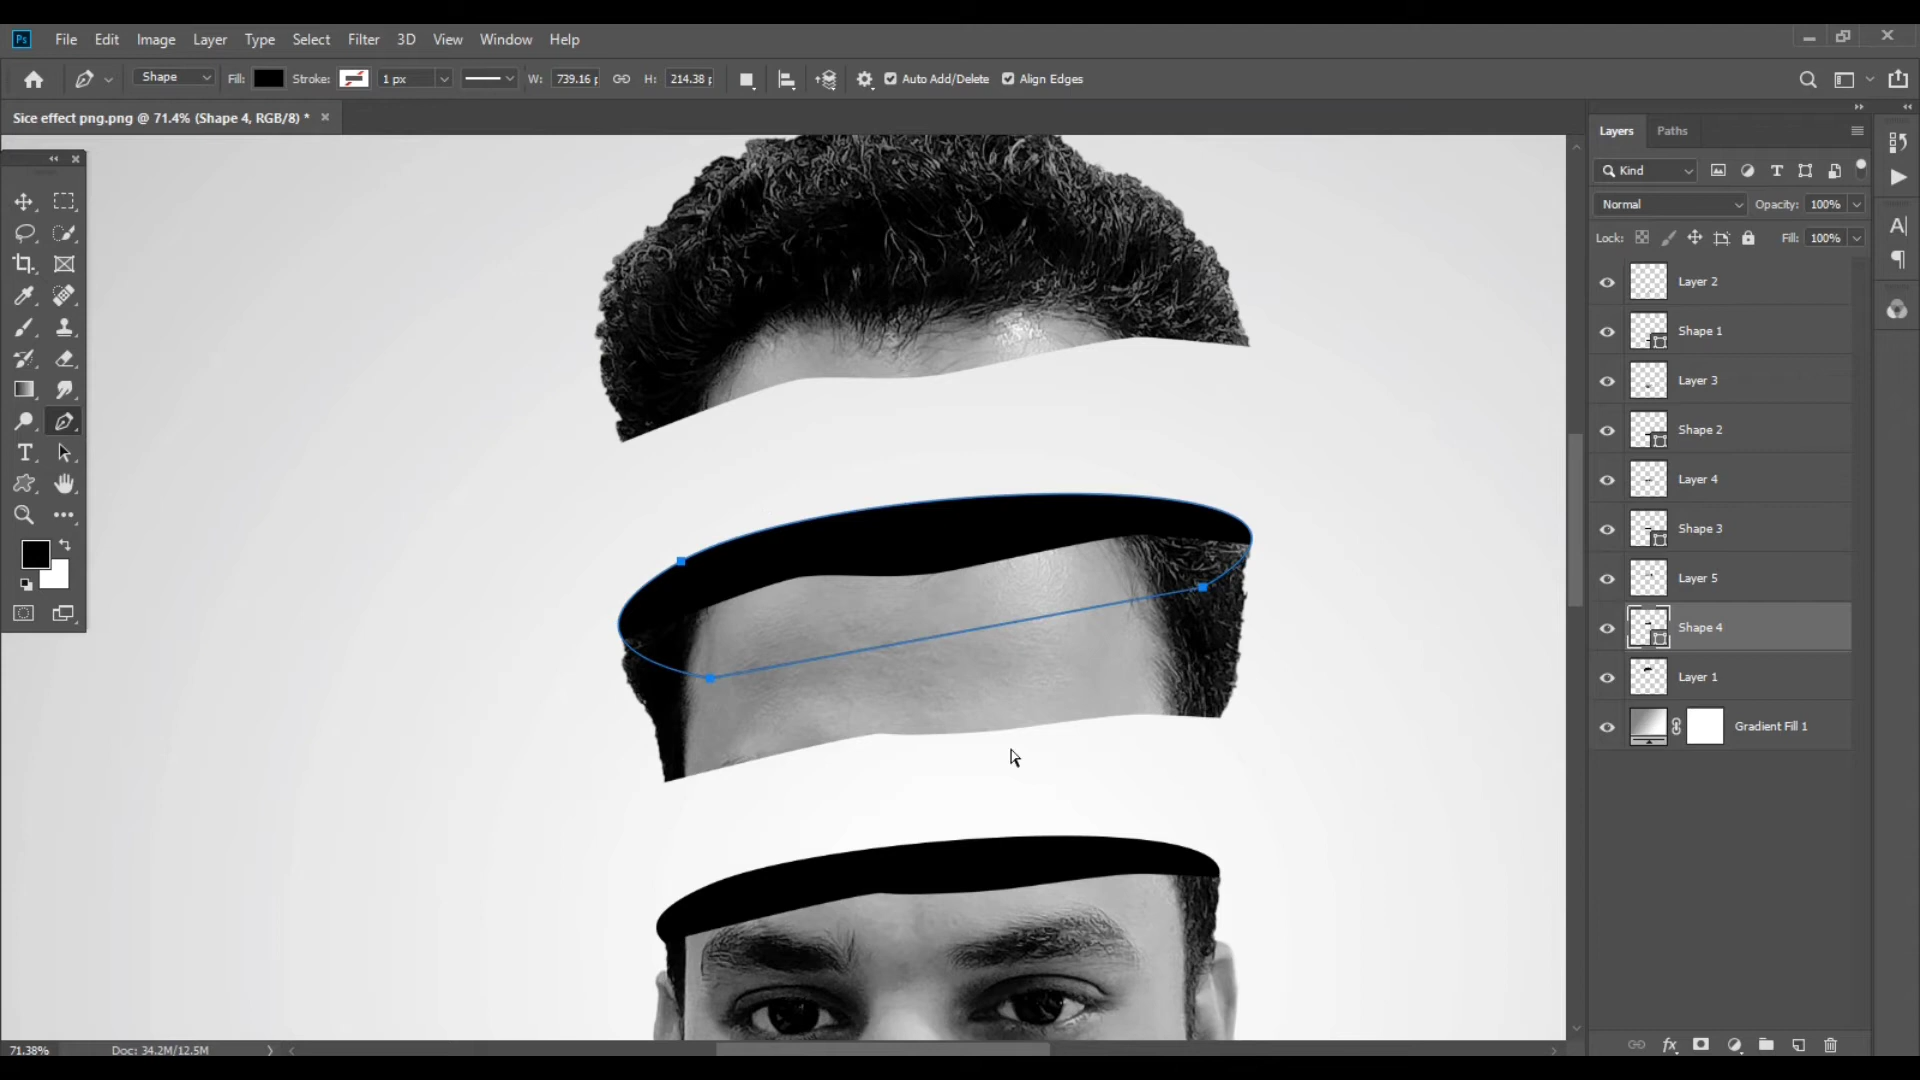 Ps File Edit Image Layer Type Select Filter 3D View Window Help
Shape Fill: Stroke: 1 px W: 739.16 p H: 214.38 p Auto Add/Delete Align Edges
Sice effect png.png @ 71.4% (Shape 4, RGB/8) *
Layers Paths
Kind
Normal Opacity: 100%
Lock: Fill: 100%
Layer 2
Shape 1
Layer 3
Shape 2
Layer 4
Shape 3
Layer 5
Shape 4
Layer 1
Gradient Fill 1
71.38% Doc: 34.2M/12.5M